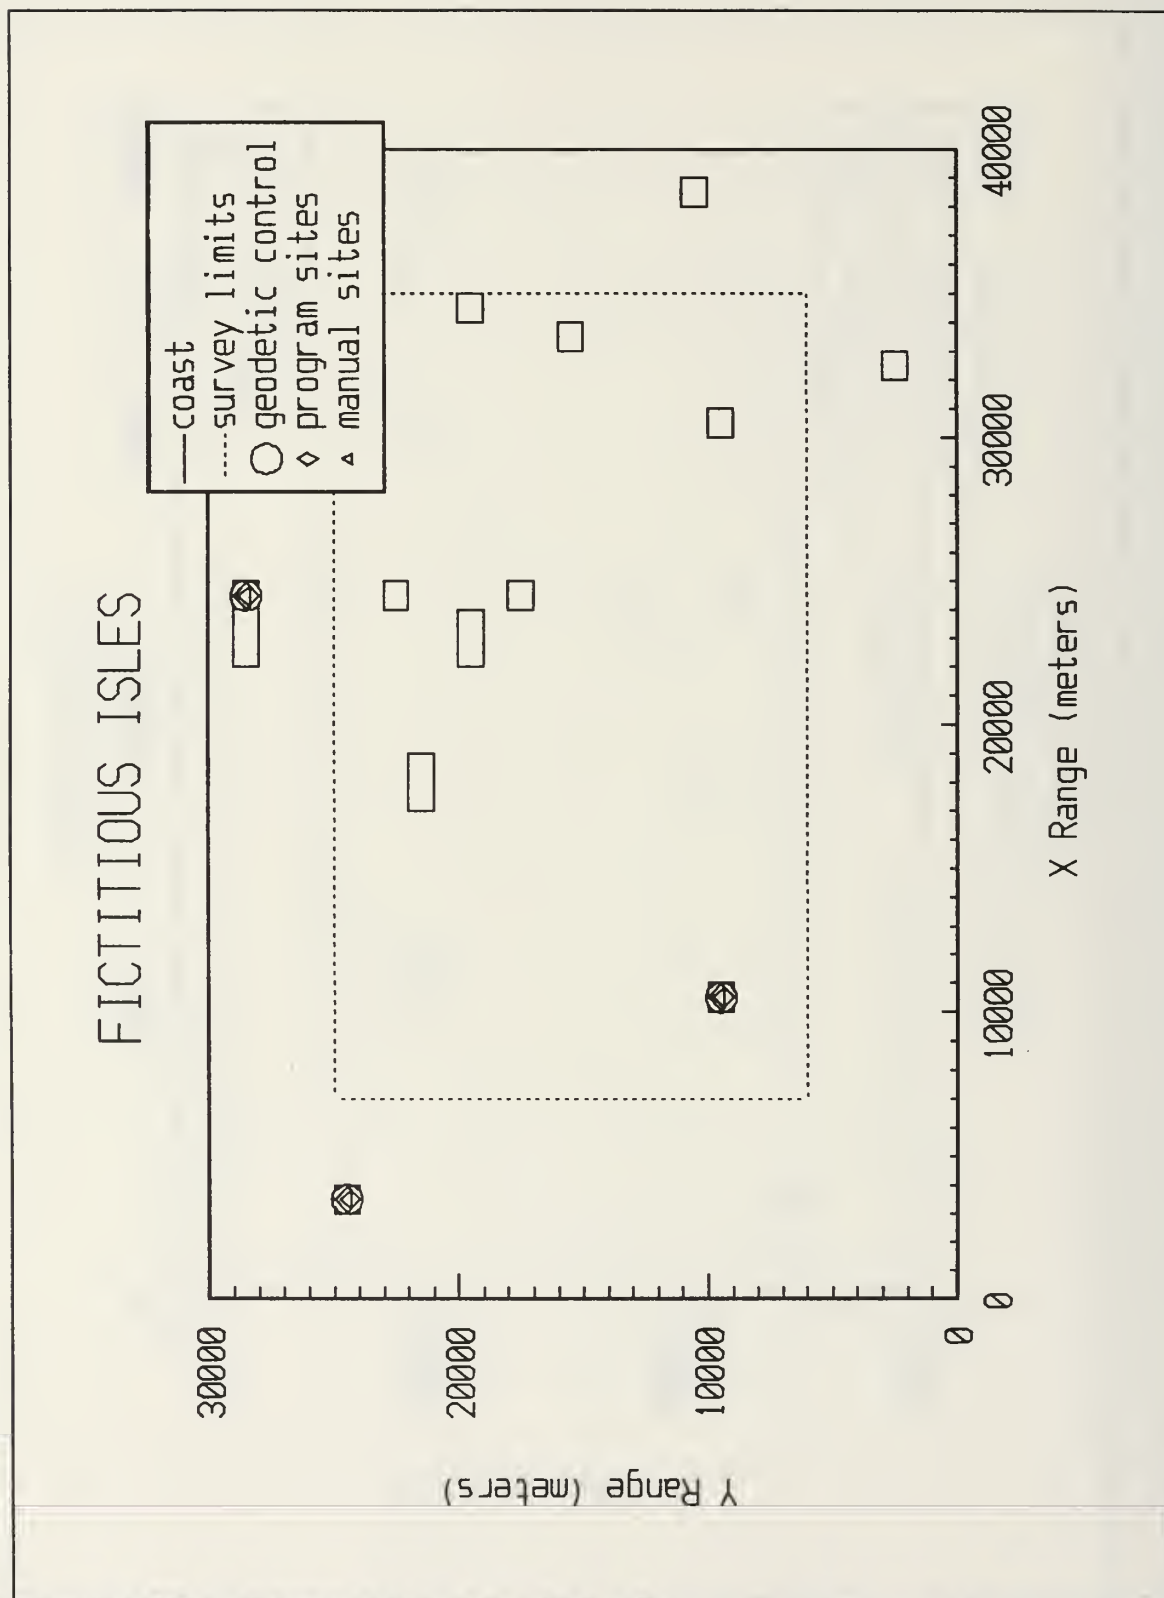 FICTITIOUS ISLES
coast
survey limits
geodetic control
program sites
manual sites
Y Range (meters)
30000
20000
10000
0
0
10000
20000
30000
40000
X Range (meters)